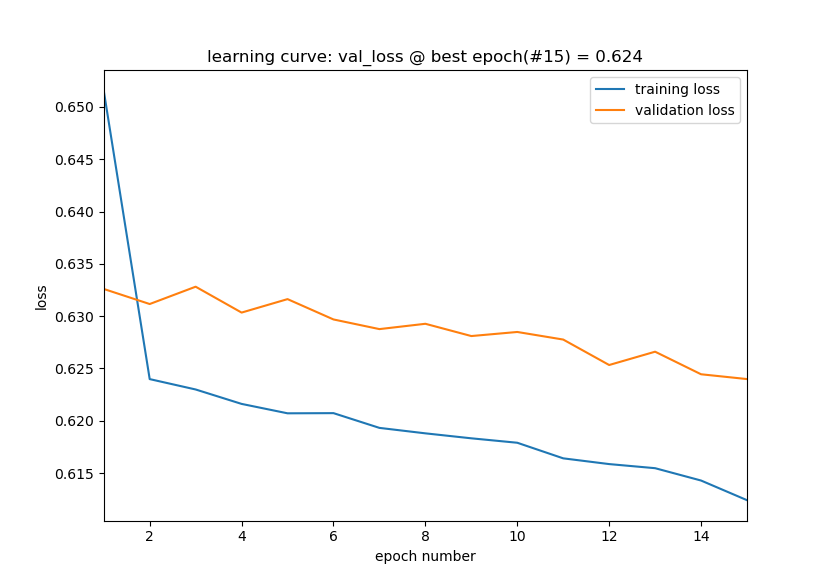 learning curve: val_loss @ best epoch(#15) = 0.624
training loss
validation loss
0.650
0.645
0.640
0.635
0.630
0.625
0.620
0.615
loss
2 4 6 8 10 12 14
epoch number